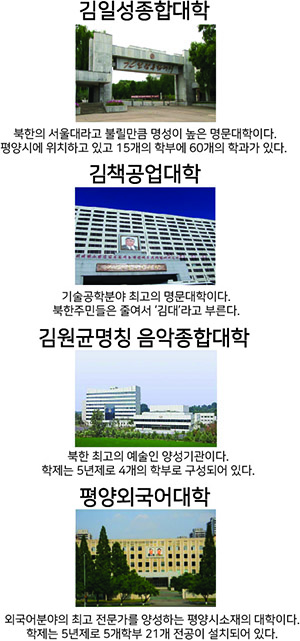 김일성종합대학
북한의 서울대라고 불릴만큼 명성이 높은 명문대학이다.
평양시에 위치하고 있고 15개의 학부에 60개의 학과가 있다.
김책공업대학
기술공학분야 최고의 명문대학이다.
북한주민들은 줄여서 '김대'라고 부른다.
김원균명칭 음악종합대학
북한 최고의 예술인 양성기관이다.
학제는 5년제로 4개의 학부로 구성되어 있다.
평양외국어대학
외국어분야의 최고 전문가를 양성하는 평양시소재의 대학이다.
학제는 5년제로 5개학부 21개 전공이 설치되어 있다.